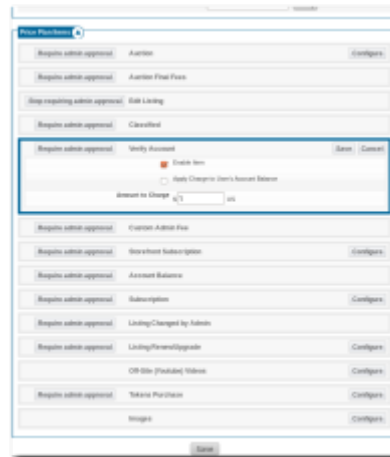 Price Plan Items
Require admin approval Auction Configure
Require admin approval Auction Final Fees
Stop requiring admin approval Edit Listing
Require admin approval Classified
Require admin approval Verify Account Save Cancel
Enable Item
Apply Charge to User's Account Balance
Amount to Charge $
Require admin approval Custom Admin Fee
Require admin approval Storefront Subscription Configure
Require admin approval Account Balance
Require admin approval Subscription Configure
Require admin approval Listing Changed by Admin
Require admin approval Listing Renew/Upgrade Configure
Off-Site (Youtube) Videos Configure
Require admin approval Tokens Purchase Configure
Images Configure
Save